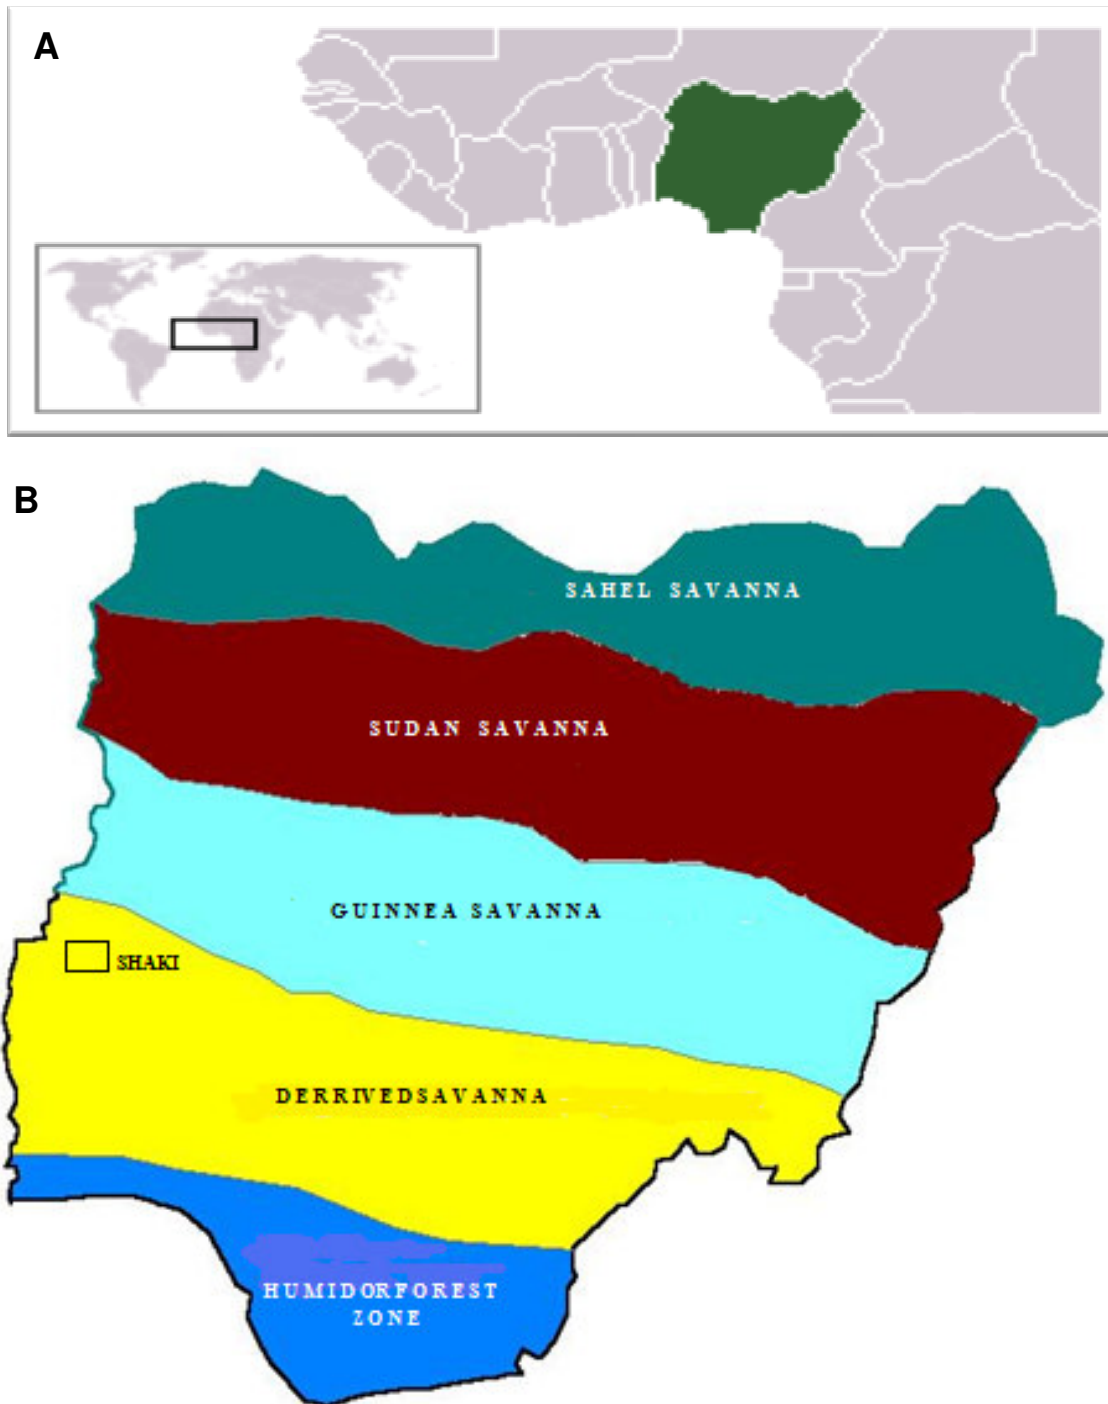 A
B
SAHEL SAVANNA
SUDAN SAVANNA
GUINNEA SAVANNA
SHAKI
DERRIVEDSAVANNA
HUMIDORFOREST
ZONE